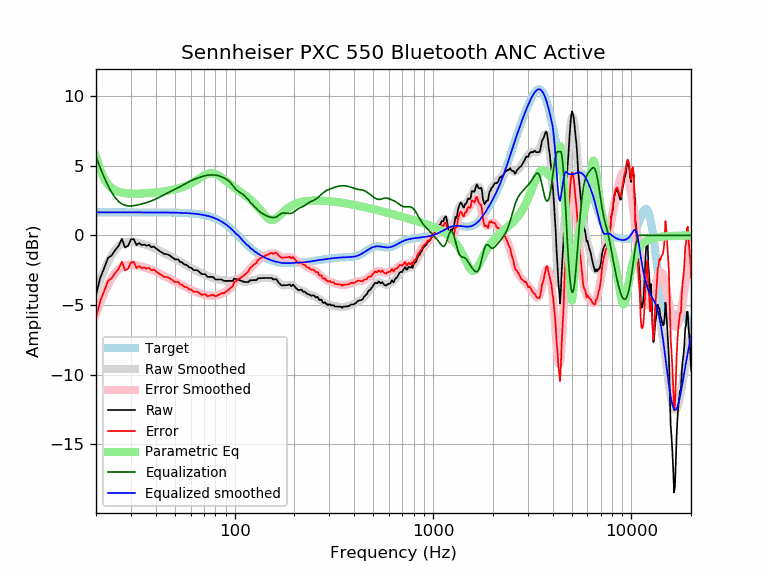 Sennheiser PXC 550 Bluetooth ANC Active
10
5
0
−5
−10
−15
Amplitude (dBr)
Target
Raw Smoothed
Error Smoothed
Raw
Error
Parametric Eq
Equalization
Equalized smoothed
100
1000
10000
Frequency (Hz)